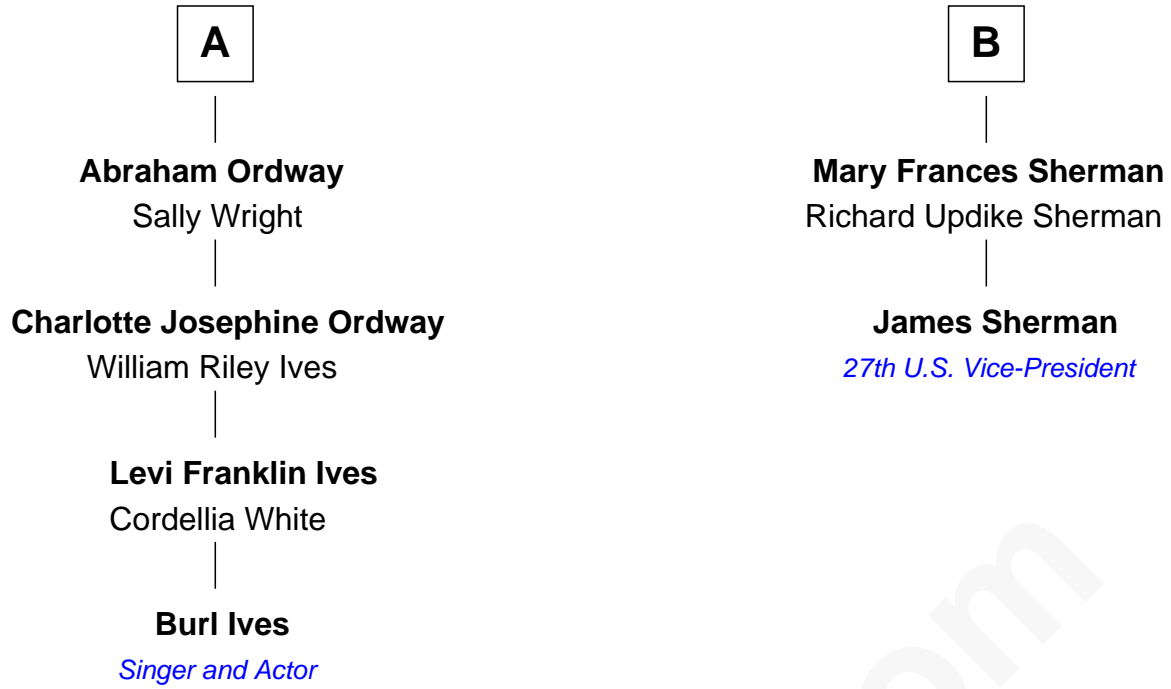 A
Abraham Ordway
Sally Wright
Charlotte Josephine Ordway
William Riley Ives
Levi Franklin Ives
Cordellia White
Burl Ives
Singer and Actor
B
Mary Frances Sherman
Richard Updike Sherman
James Sherman
27th U.S. Vice-President
om